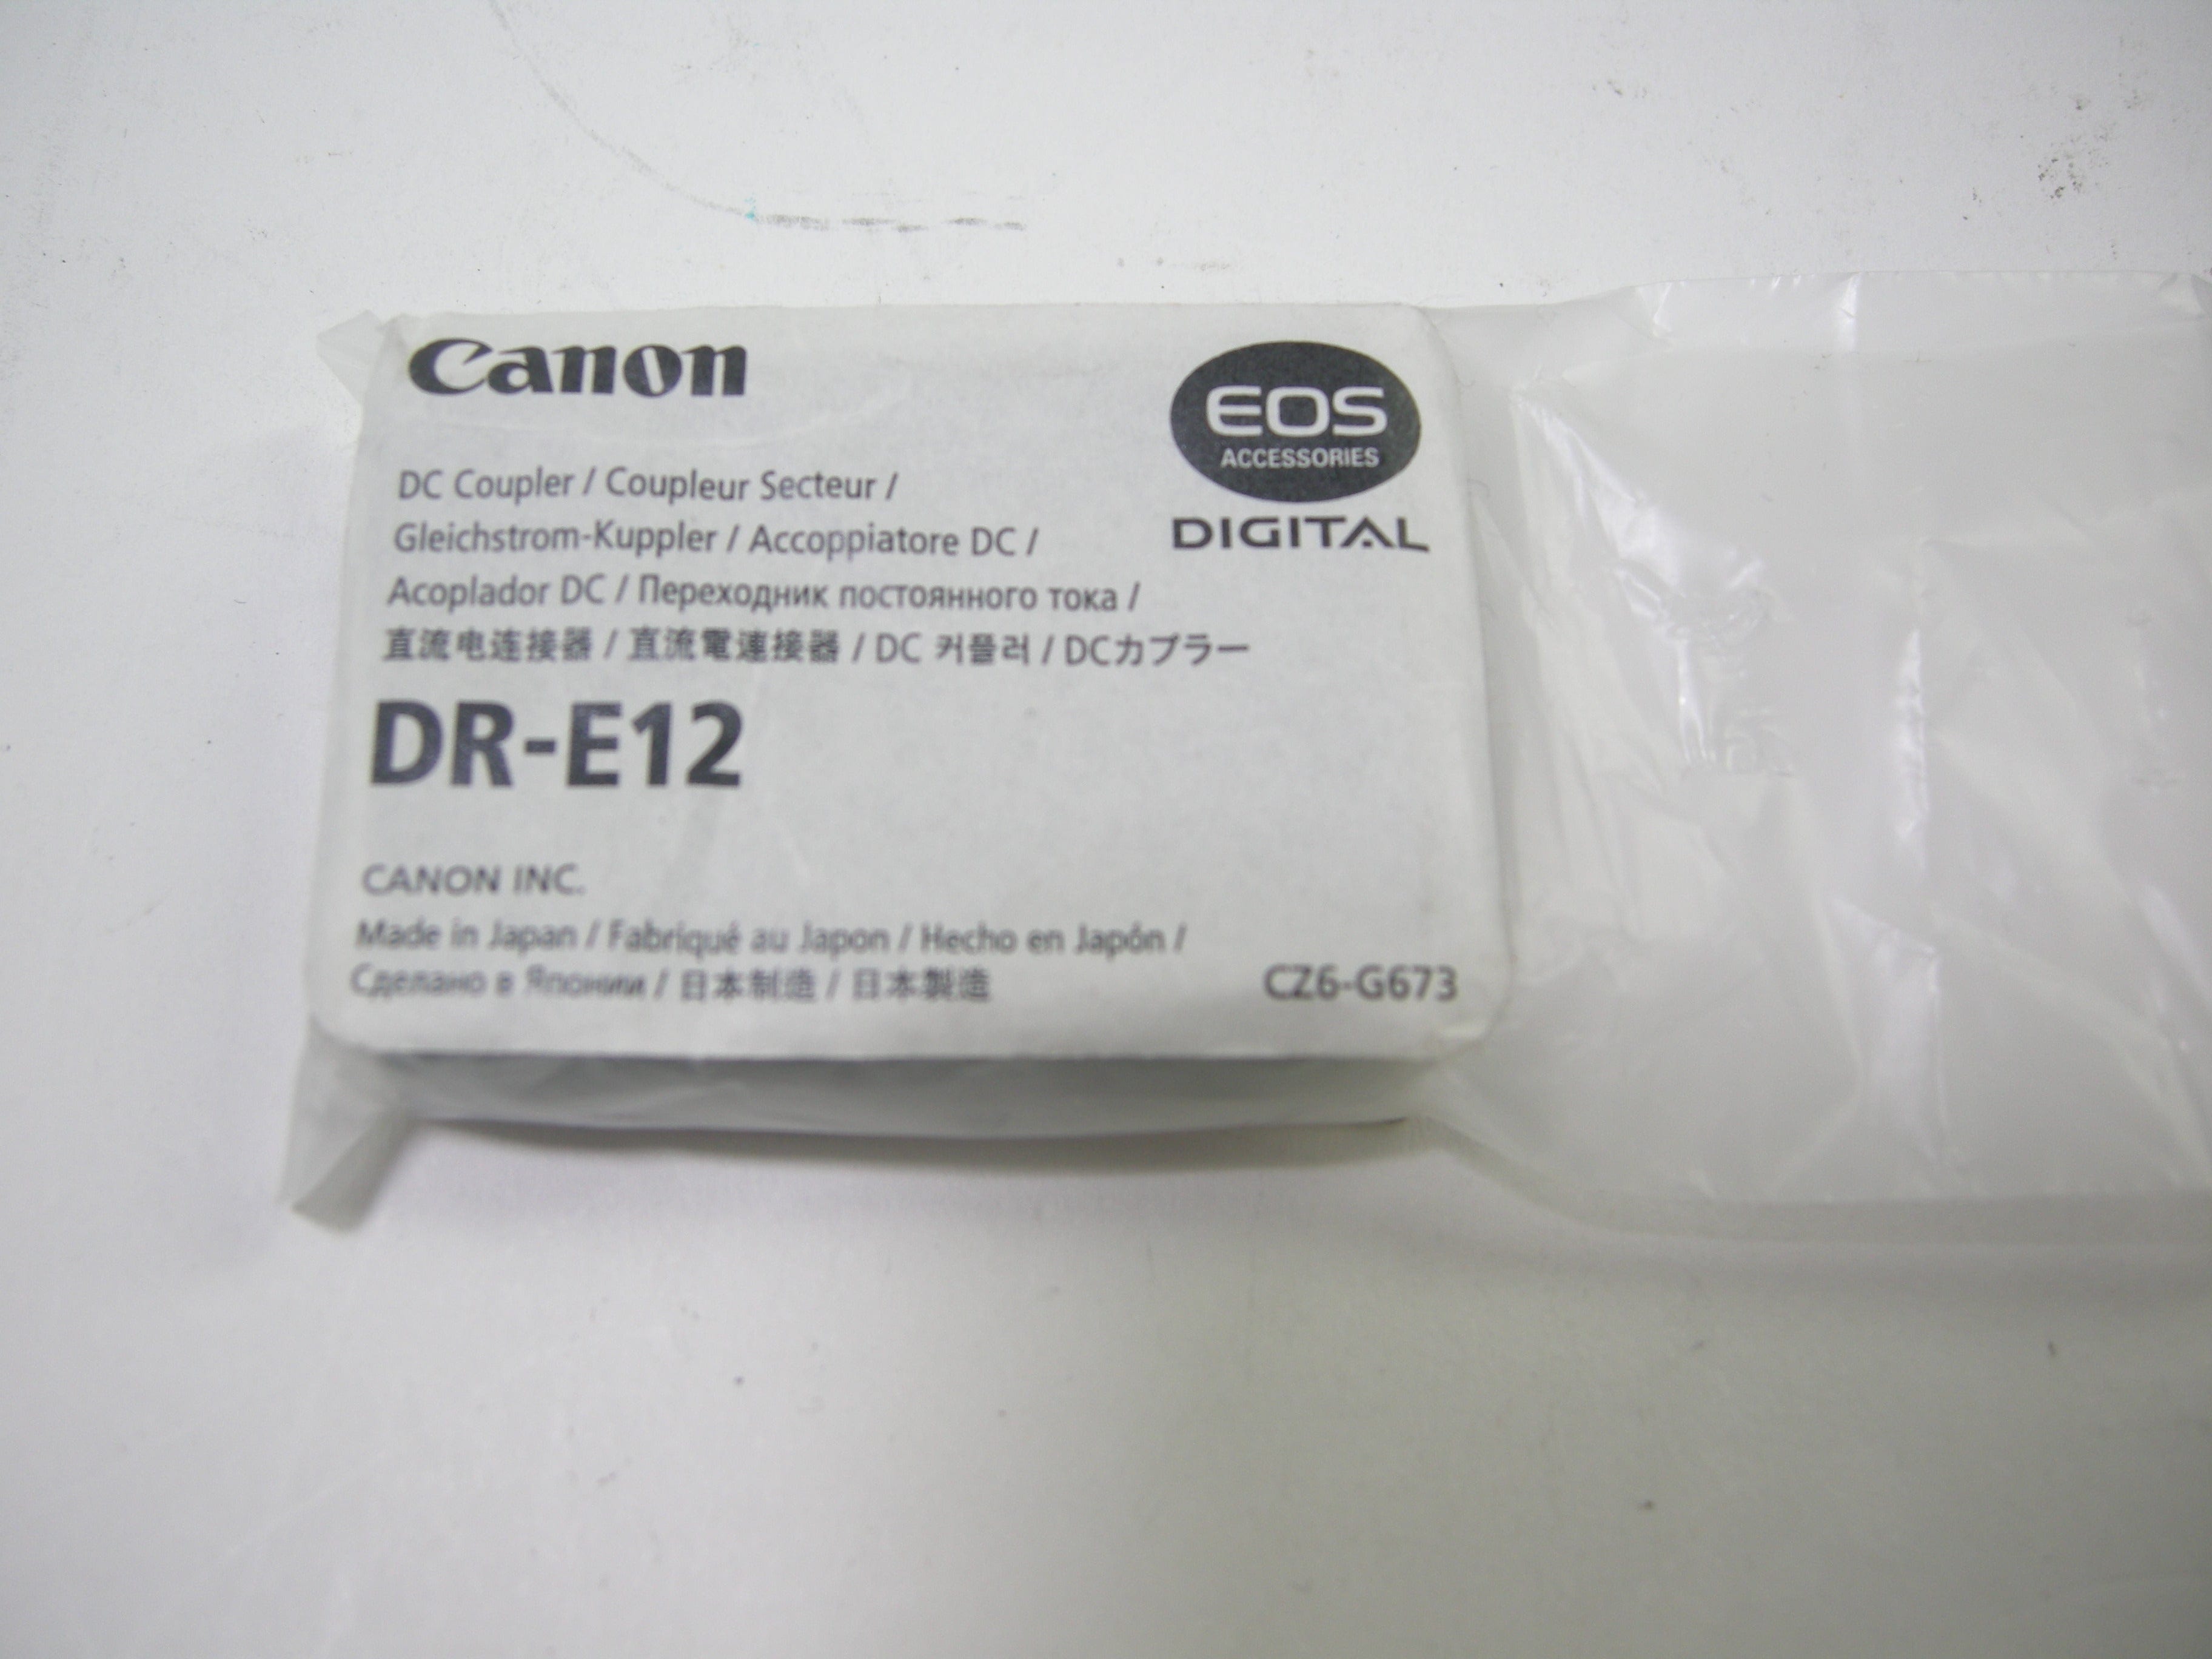 Canon
EOS
ACCESSORIES
DIGITAL
DC Coupler / Coupleur Secteur /
Gleichstrom-Kuppler / Accoppiatore DC /
Acoplador DC / Переходник постоянного тока /
直流电连接器 / 直流電連接器 / DC 커플러 / DCカプラー
DR-E12
CANON INC.
Made in Japan / Fabriqué au Japon / Hecho en Japón /
Сделано в Японии / 日本制造 / 日本製造
CZ6-G673